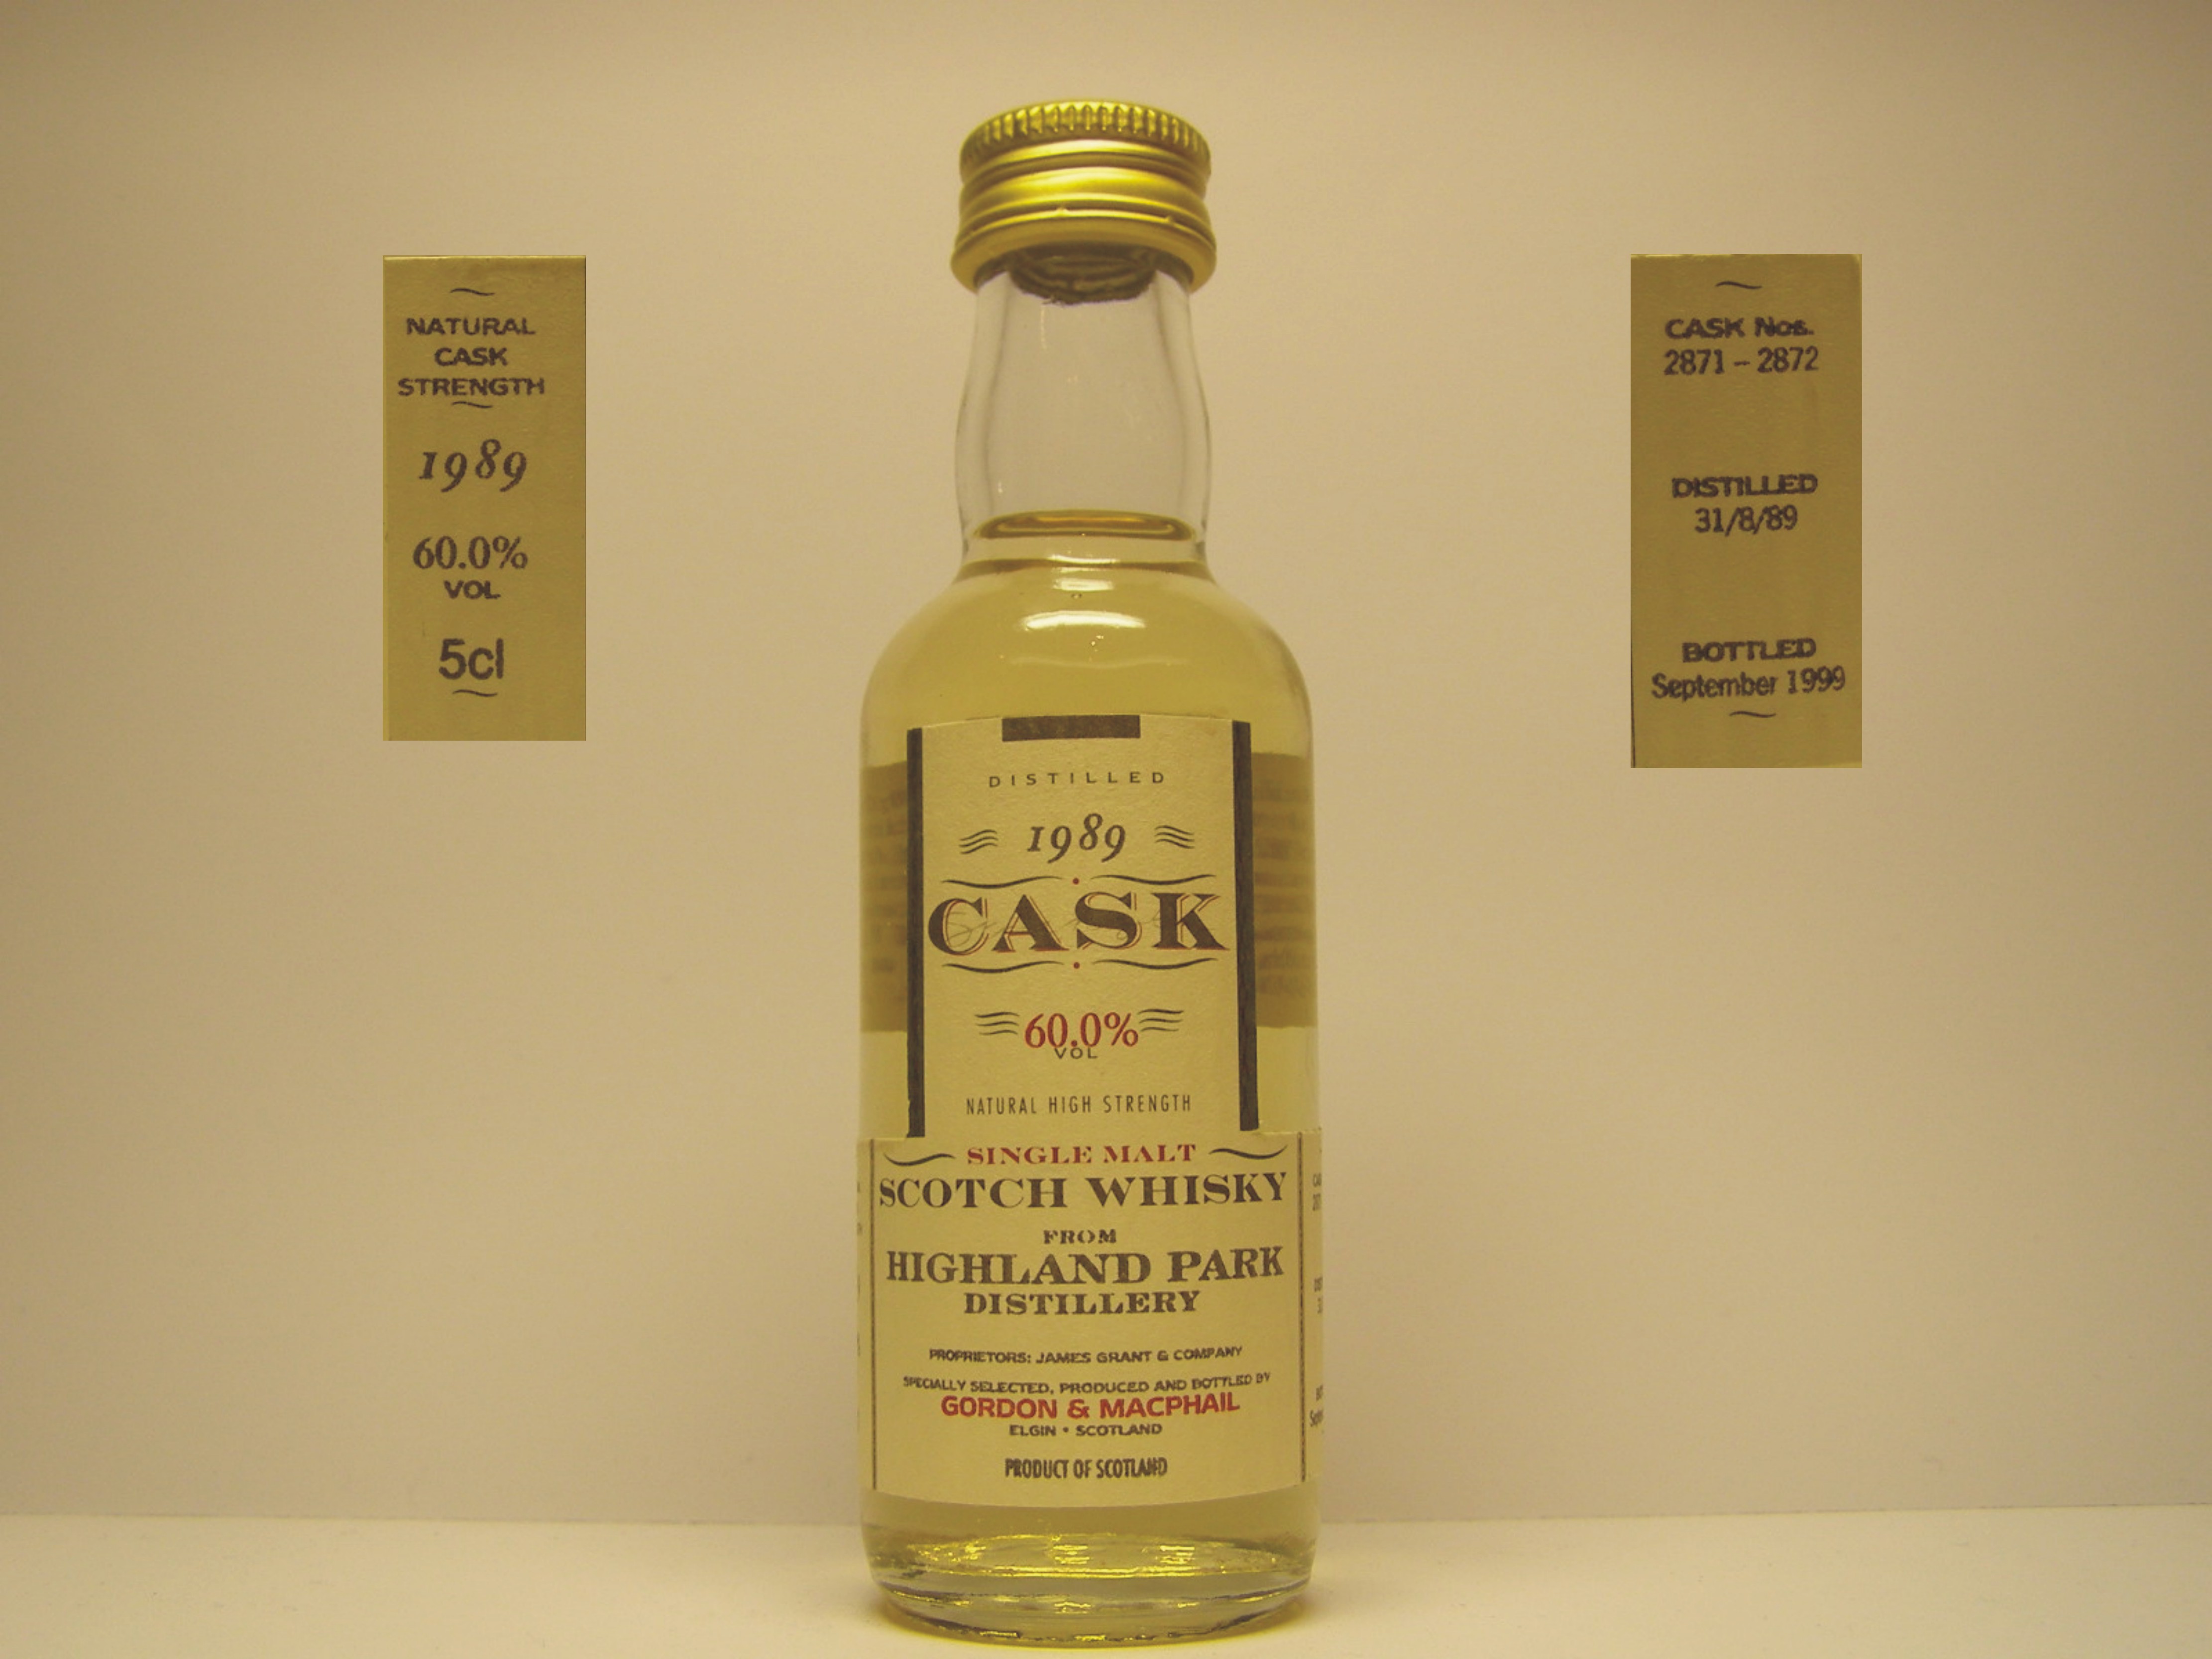 NATURAL
CASK
STRENGTH
1989
60.0%
VOL
5cl
CASK Nos.
2871 – 2872
DISTILLED
31/8/89
BOTTLED
September 1999
DISTILLED
1989
CASK
60.0%
VOL
NATURAL HIGH STRENGTH
SINGLE MALT
SCOTCH WHISKY
FROM
HIGHLAND PARK
DISTILLERY
PROPRIETORS: JAMES GRANT & COMPANY
SPECIALLY SELECTED, PRODUCED AND BOTTLED BY
GORDON & MACPHAIL
ELGIN • SCOTLAND
PRODUCT OF SCOTLAND